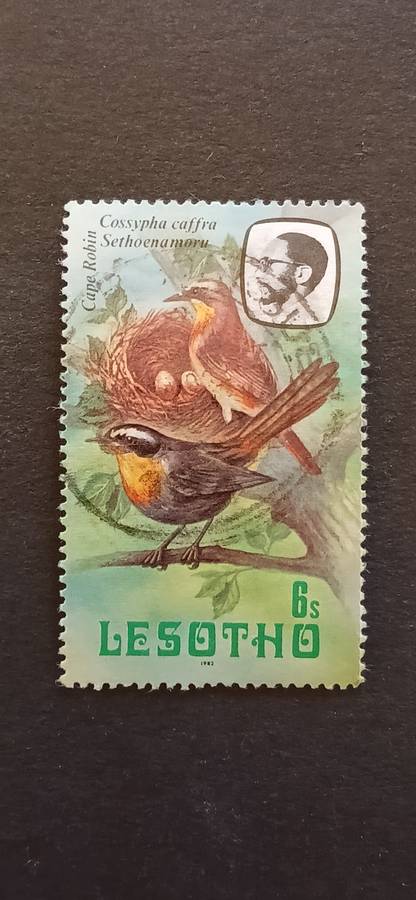 Cape Robin
Cossypha caffra
Sethoenamoru
6s
LESOTHO
1982